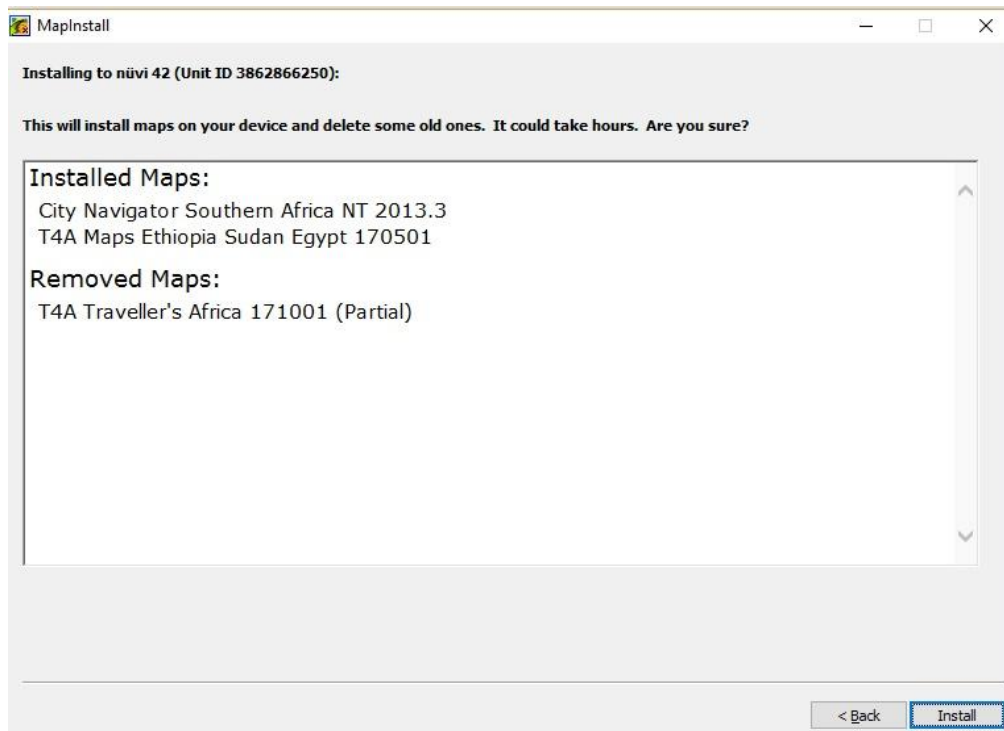 MapInstall
Installing to nüvi 42 (Unit ID 3862866250):
This will install maps on your device and delete some old ones. It could take hours. Are you sure?
Installed Maps:
City Navigator Southern Africa NT 2013.3
T4A Maps Ethiopia Sudan Egypt 170501
Removed Maps:
T4A Traveller's Africa 171001 (Partial)
< Back
Install